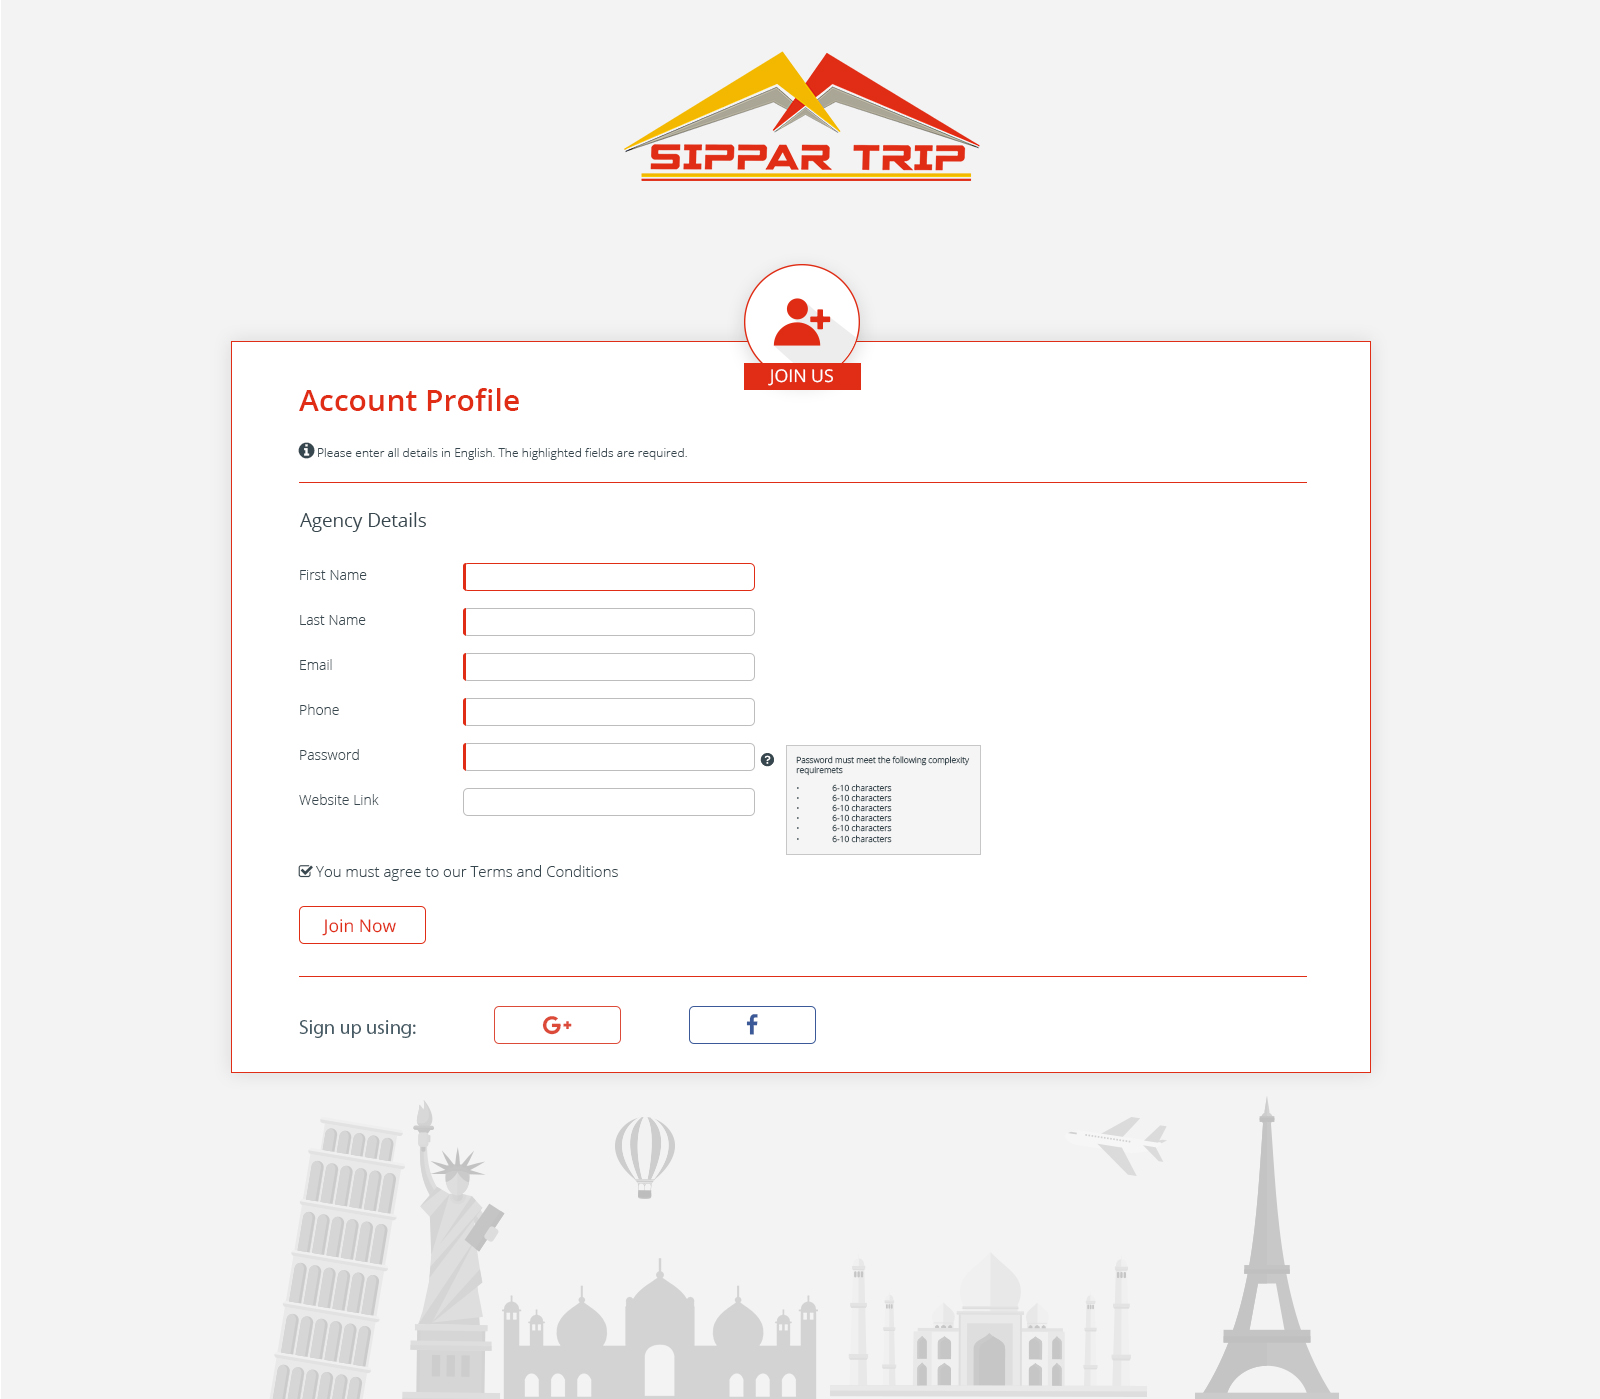 SIPPAR TRIP
JOIN US
Account Profile
Please enter all details in English. The highlighted fields are required.
Agency Details
First Name
Last Name
Email
Phone
Password
Password must meet the following complexity
requiremets
• 6-10 characters
• 6-10 characters
• 6-10 characters
• 6-10 characters
• 6-10 characters
• 6-10 characters
Website Link
You must agree to our Terms and Conditions
Join Now
Sign up using:
G+
f